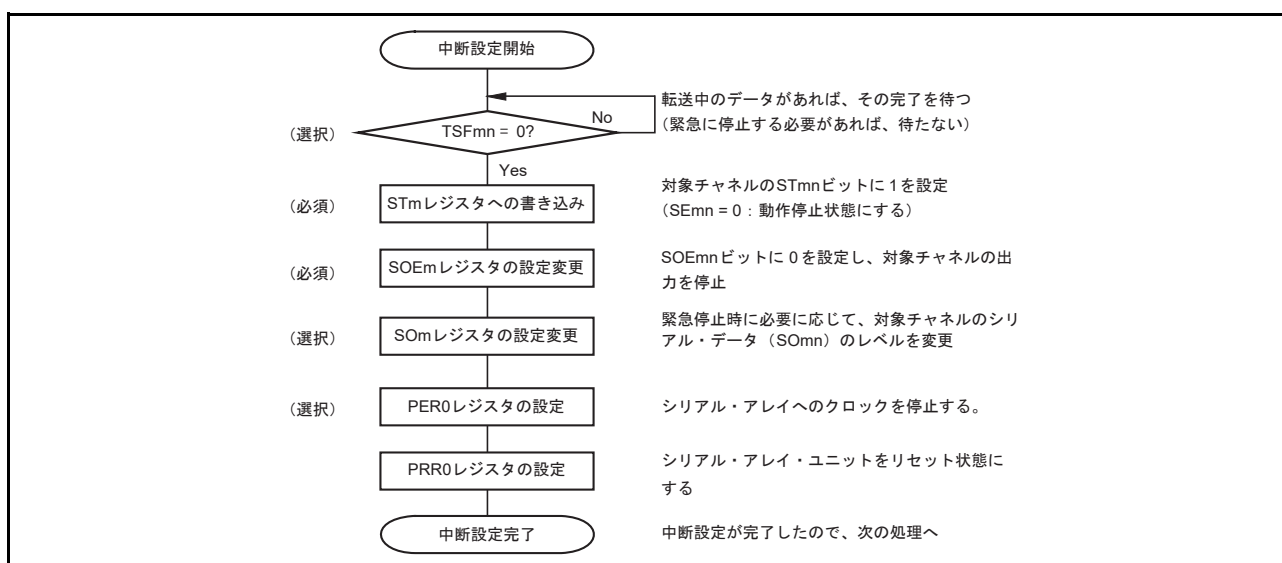 中断設定開始
転送中のデータがあれば、その完了を待つ
(緊急に停止する必要があれば、待たない)
No
(選択)
TSFmn = 0?
Yes
対象チャネルのSTmnビットに1を設定
(SEmn = 0：動作停止状態にする)
(必須)
STmレジスタへの書き込み
SOEmnビットに0を設定し、対象チャネルの出
力を停止
(必須)
SOEmレジスタの設定変更
緊急停止時に必要に応じて、対象チャネルのシリ
アル・データ（SOmn）のレベルを変更
(選択)
SOmレジスタの設定変更
(選択)
PER0レジスタの設定
シリアル・アレイへのクロックを停止する。
PRR0レジスタの設定
シリアル・アレイ・ユニットをリセット状態に
する
中断設定完了
中断設定が完了したので、次の処理へ